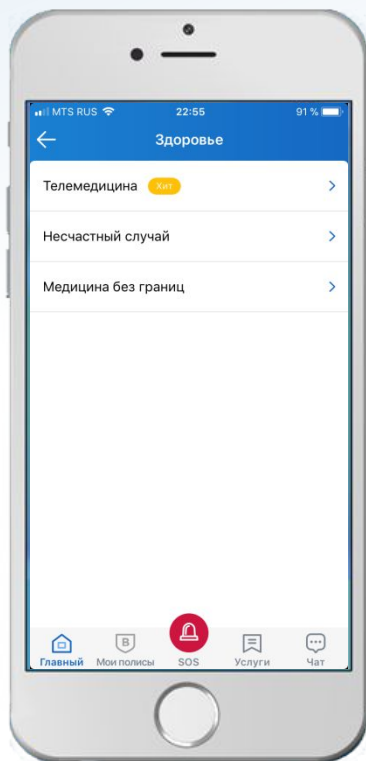 MTS RUS 22:55 91 %
Здоровье
Телемедицина Хит
Несчастный случай
Медицина без границ
B
Главный Мои полисы SOS Услуги Чат